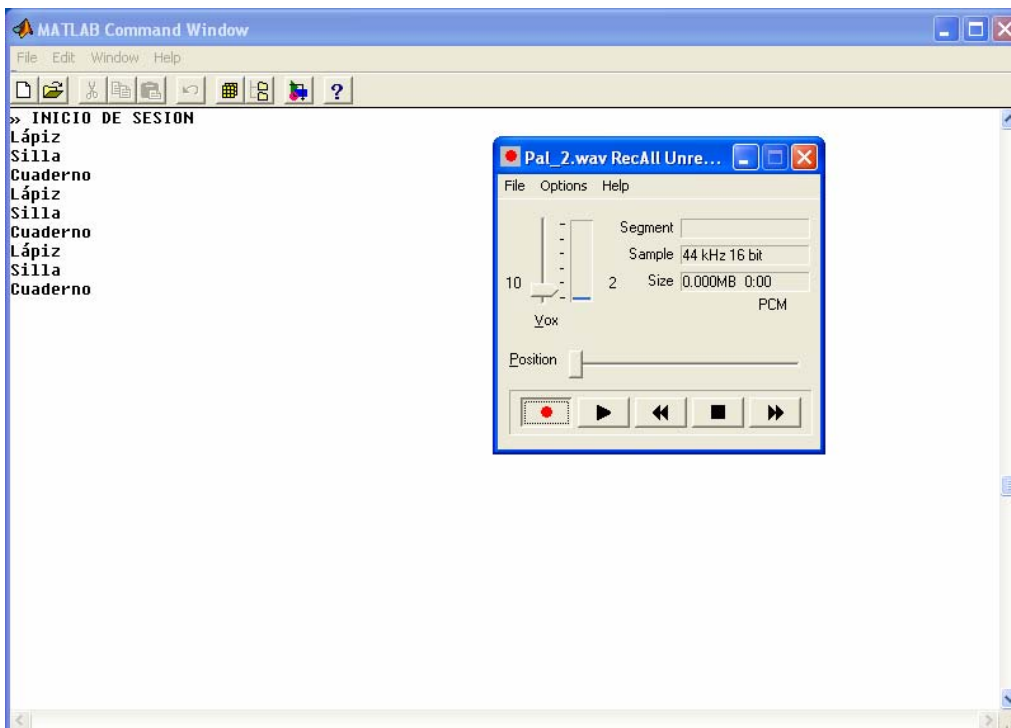 MATLAB Command Window
File Edit Window Help
» INICIO DE SESION
Lápiz
Silla
Cuaderno
Lápiz
Silla
Cuaderno
Lápiz
Silla
Cuaderno
Pal_2.wav RecAll Unre...
File Options Help
Segment
Sample 44 kHz 16 bit
10 2 Size 0.000MB 0:00
PCM
Vox
Position